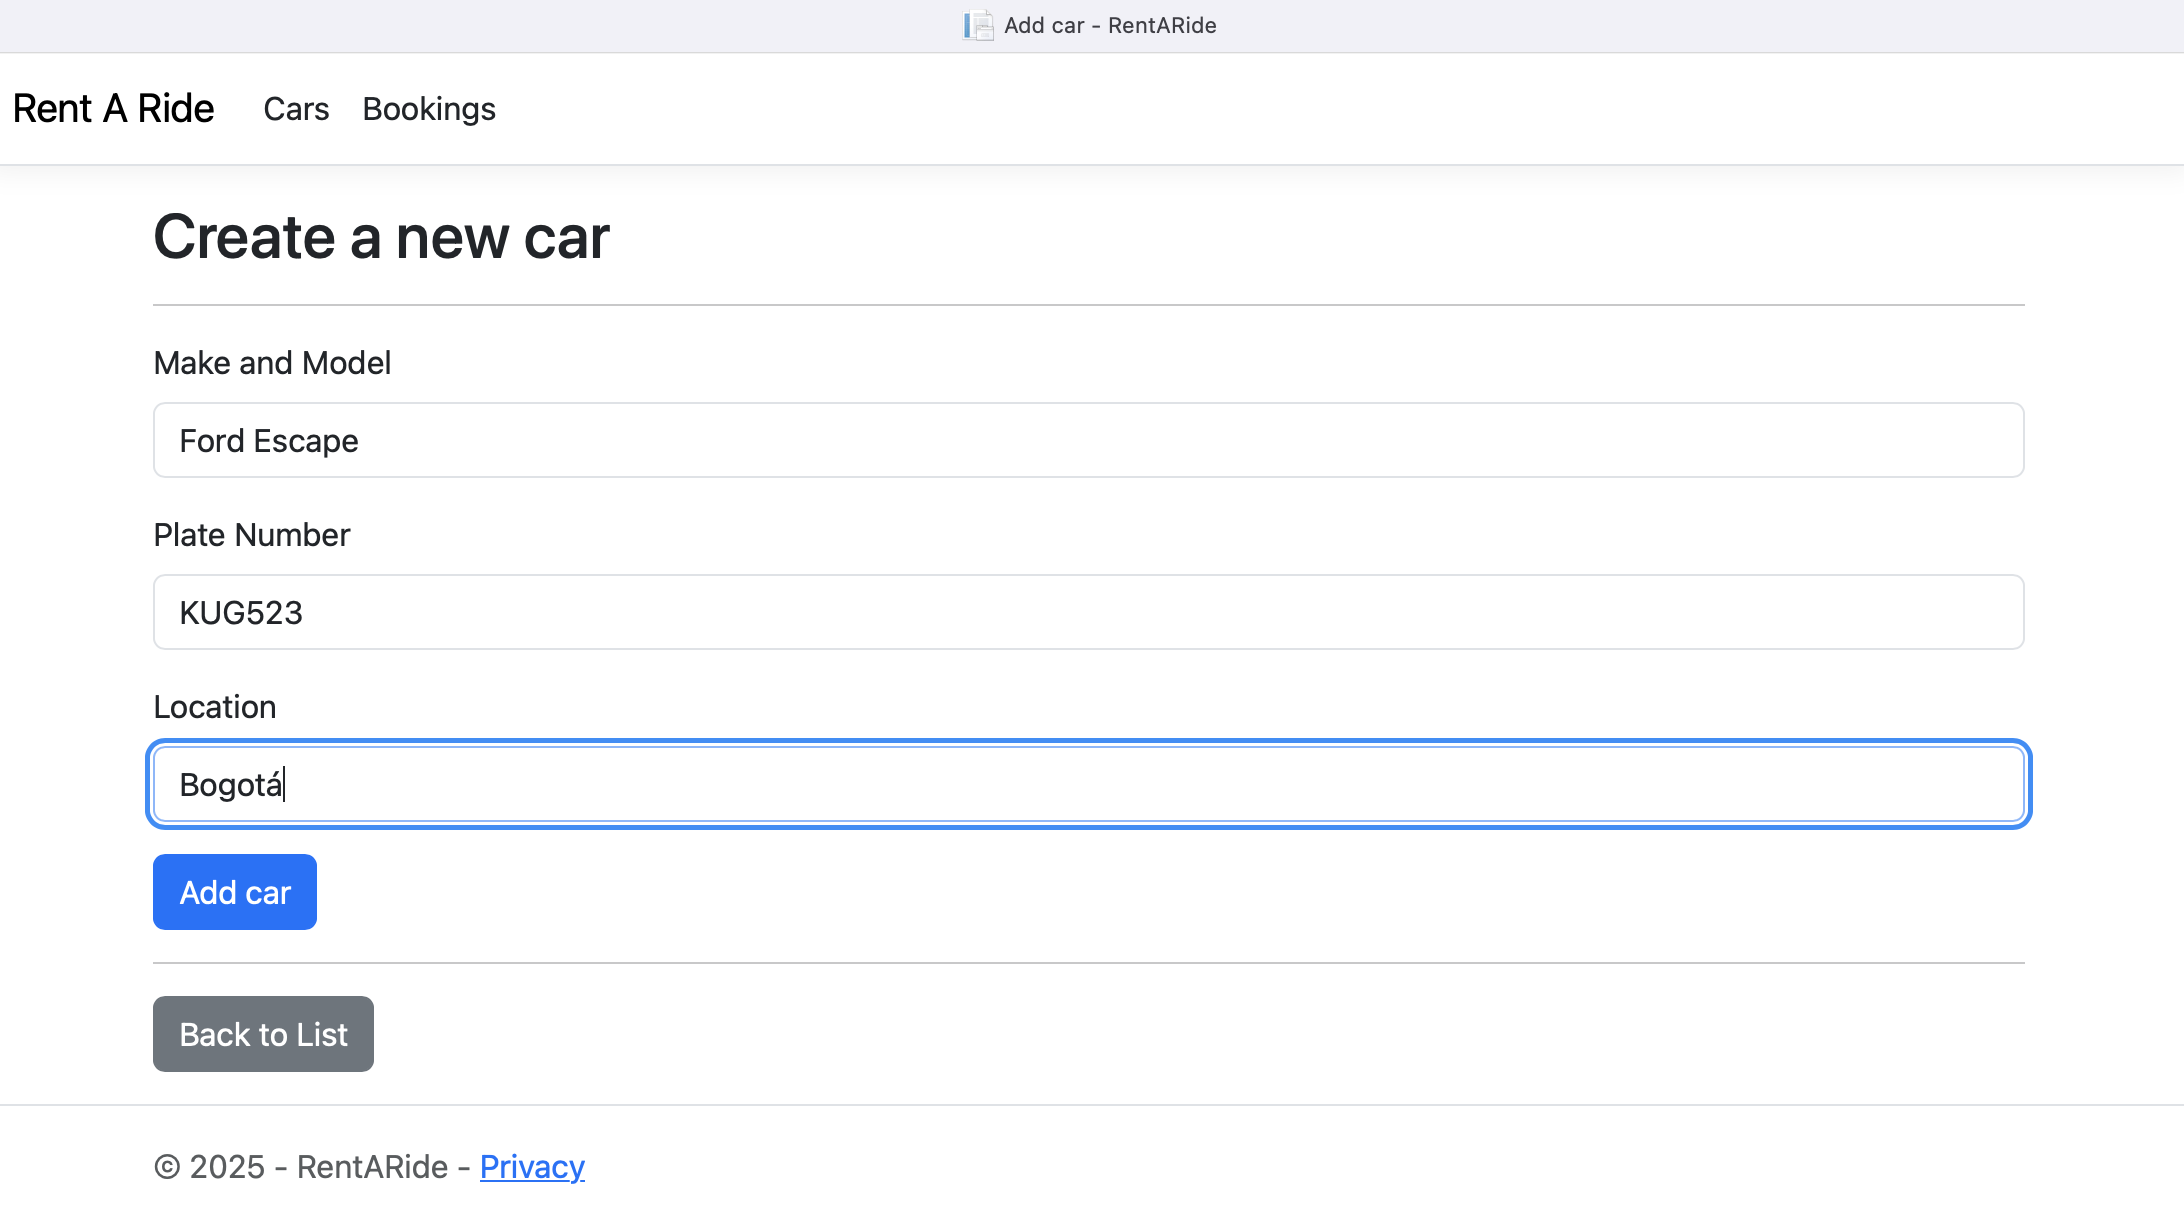 Add car - RentARide
Rent A Ride Cars Bookings
Create a new car
Make and Model
Ford Escape
Plate Number
KUG523
Location
Bogotá
Add car
Back to List
© 2025 - RentARide - Privacy